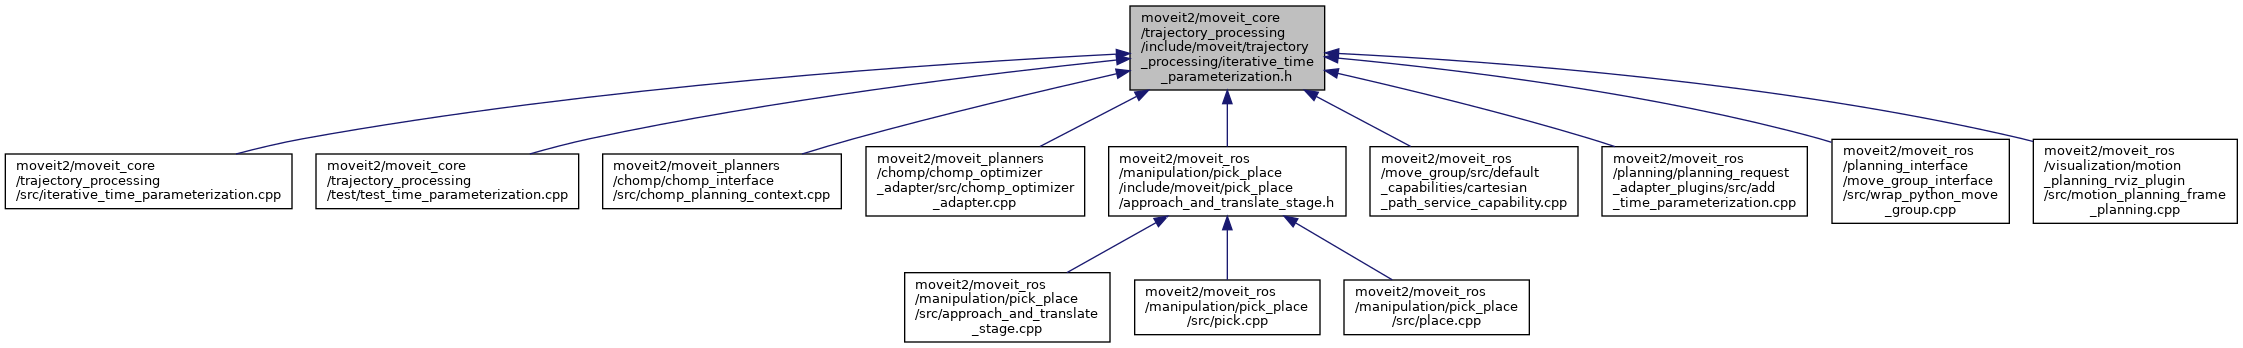 moveit2/moveit_core
/trajectory_processing
/include/moveit/trajectory
_processing/iterative_time
_parameterization.h
moveit2/moveit_core
/trajectory_processing
/src/iterative_time_parameterization.cpp
moveit2/moveit_core
/trajectory_processing
/test/test_time_parameterization.cpp
moveit2/moveit_planners
/chomp/chomp_interface
/src/chomp_planning_context.cpp
moveit2/moveit_planners
/chomp/chomp_optimizer
_adapter/src/chomp_optimizer
_adapter.cpp
moveit2/moveit_ros
/manipulation/pick_place
/include/moveit/pick_place
/approach_and_translate_stage.h
moveit2/moveit_ros
/move_group/src/default
_capabilities/cartesian
_path_service_capability.cpp
moveit2/moveit_ros
/planning/planning_request
_adapter_plugins/src/add
_time_parameterization.cpp
moveit2/moveit_ros
/planning_interface
/move_group_interface
/src/wrap_python_move
_group.cpp
moveit2/moveit_ros
/visualization/motion
_planning_rviz_plugin
/src/motion_planning_frame
_planning.cpp
moveit2/moveit_ros
/manipulation/pick_place
/src/approach_and_translate
_stage.cpp
moveit2/moveit_ros
/manipulation/pick_place
/src/pick.cpp
moveit2/moveit_ros
/manipulation/pick_place
/src/place.cpp